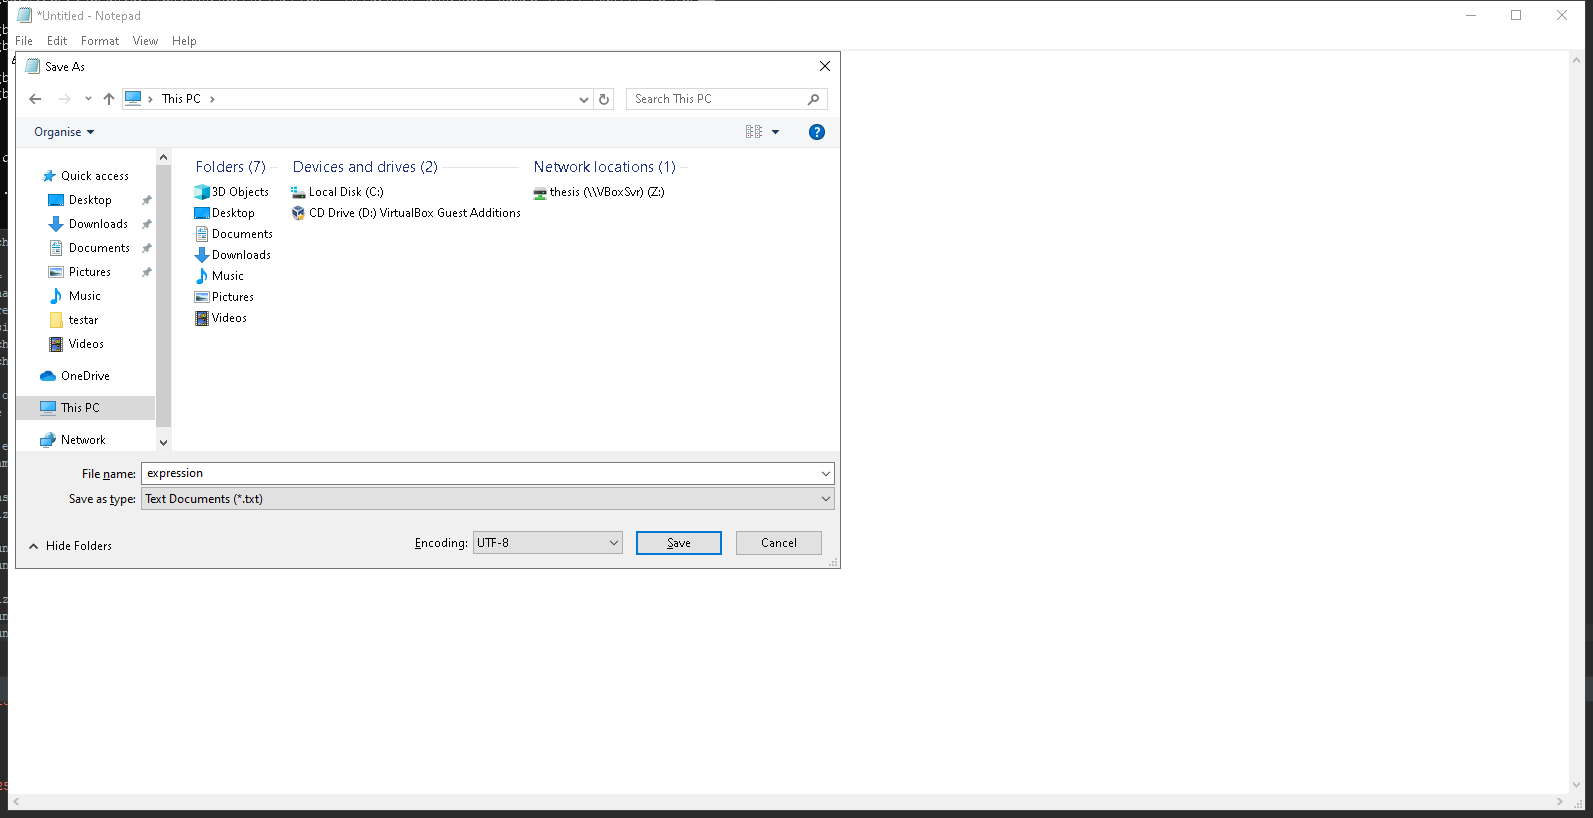 *Untitled - Notepad
File Edit Format View Help
Save As
This PC
Search This PC
Organise
Quick access
Desktop
Downloads
Documents
Pictures
Music
testar
Videos
OneDrive
This PC
Network
Folders (7)
3D Objects
Desktop
Documents
Downloads
Music
Pictures
Videos
Devices and drives (2)
Local Disk (C:)
CD Drive (D:) VirtualBox Guest Additions
Network locations (1)
thesis (\\VBoxSvr) (Z:)
File name: expression
Save as type: Text Documents (*.txt)
Hide Folders
Encoding: UTF-8
Save
Cancel